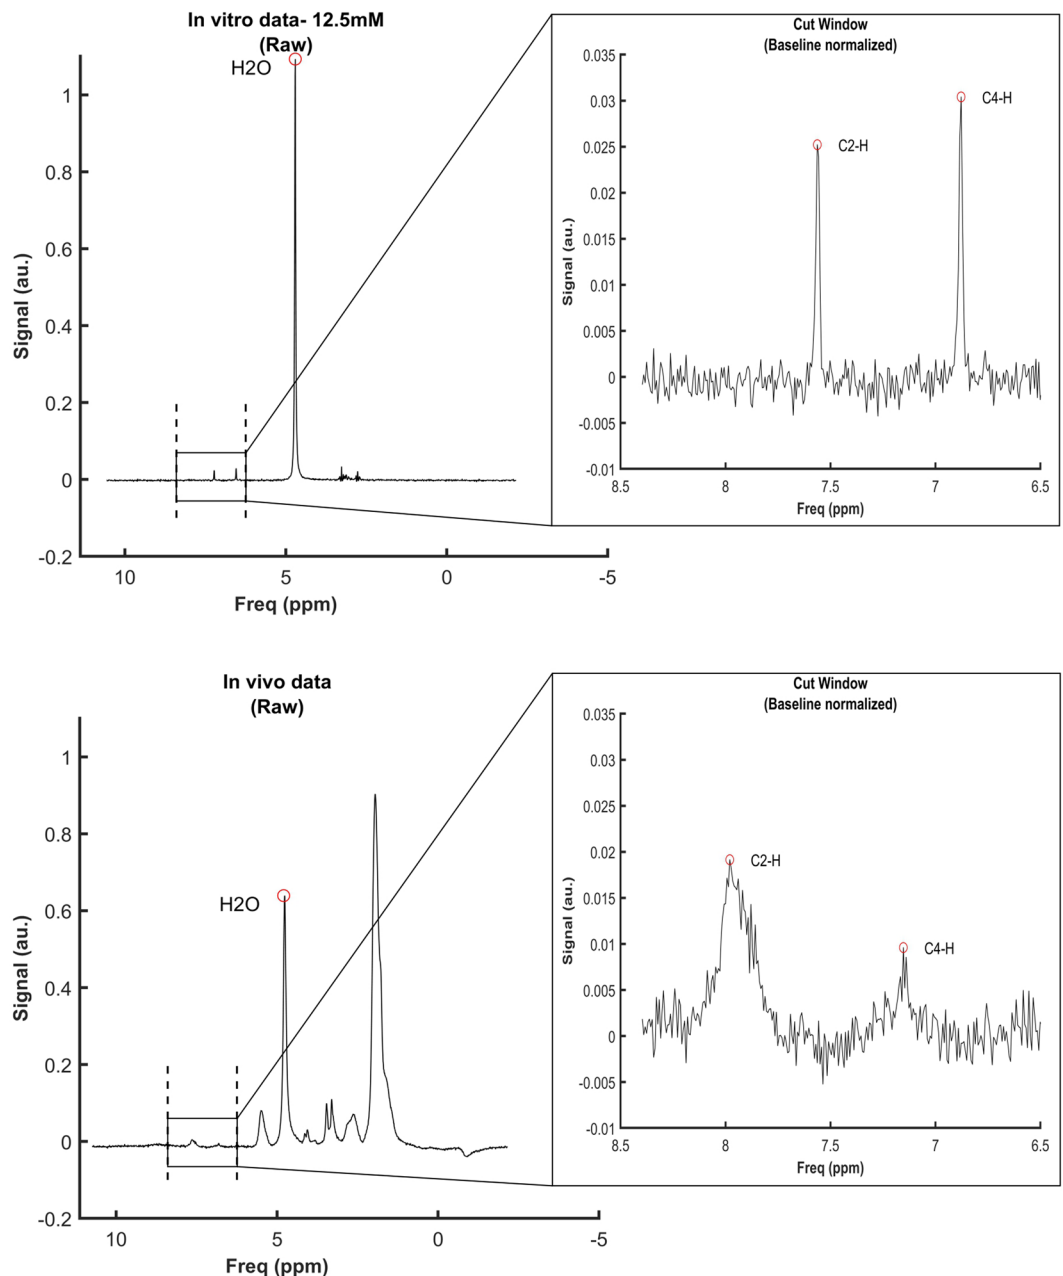 In vitro data- 12.5mM
(Raw)
H2O
1
0.8
0.6
0.4
0.2
0
-0.2
Signal (au.)
10
5
0
-5
Freq (ppm)
Cut Window
(Baseline normalized)
C4-H
C2-H
0.035
0.03
0.025
0.02
0.015
0.01
0.005
0
-0.005
-0.01
Signal (au.)
8.5
8
7.5
7
6.5
Freq (ppm)
In vivo data
(Raw)
H2O
1
0.8
0.6
0.4
0.2
0
-0.2
Signal (au.)
10
5
0
-5
Freq (ppm)
Cut Window
(Baseline normalized)
C2-H
C4-H
0.035
0.03
0.025
0.02
0.015
0.01
0.005
0
-0.005
-0.01
Signal (au.)
8.5
8
7.5
7
6.5
Freq (ppm)